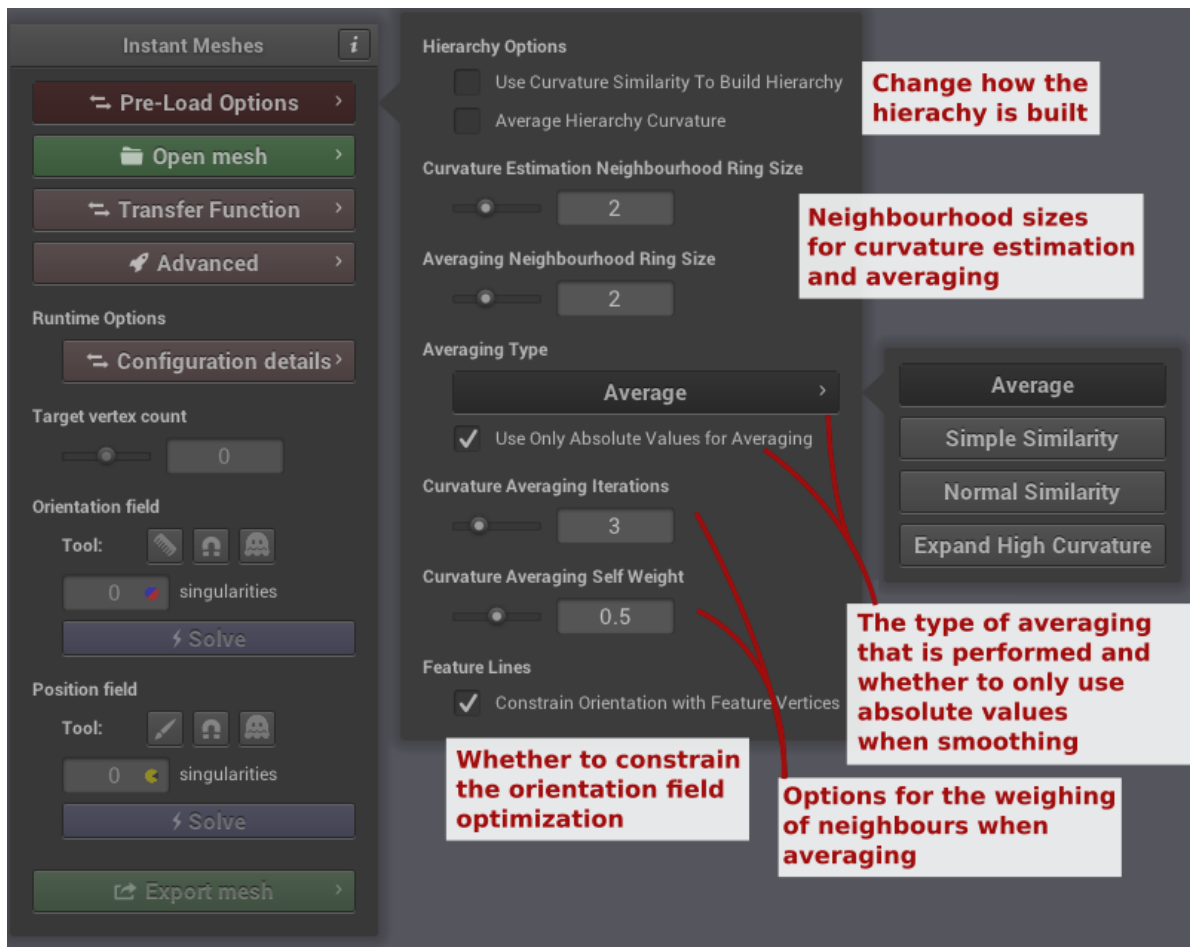 Instant Meshes
i
Pre-Load Options
Open mesh
Transfer Function
Advanced
Runtime Options
Configuration details
Target vertex count
0
Orientation field
Tool:
0 singularities
Solve
Position field
Tool:
0 singularities
Solve
Export mesh
Hierarchy Options
Use Curvature Similarity To Build Hierarchy
Average Hierarchy Curvature
Change how the
hierachy is built
Curvature Estimation Neighbourhood Ring Size
2
Averaging Neighbourhood Ring Size
2
Neighbourhood sizes
for curvature estimation
and averaging
Averaging Type
Average
Use Only Absolute Values for Averaging
Curvature Averaging Iterations
3
Curvature Averaging Self Weight
0.5
Feature Lines
Constrain Orientation with Feature Vertices
Average
Simple Similarity
Normal Similarity
Expand High Curvature
The type of averaging
that is performed and
whether to only use
absolute values
when smoothing
Whether to constrain
the orientation field
optimization
Options for the weighing
of neighbours when
averaging